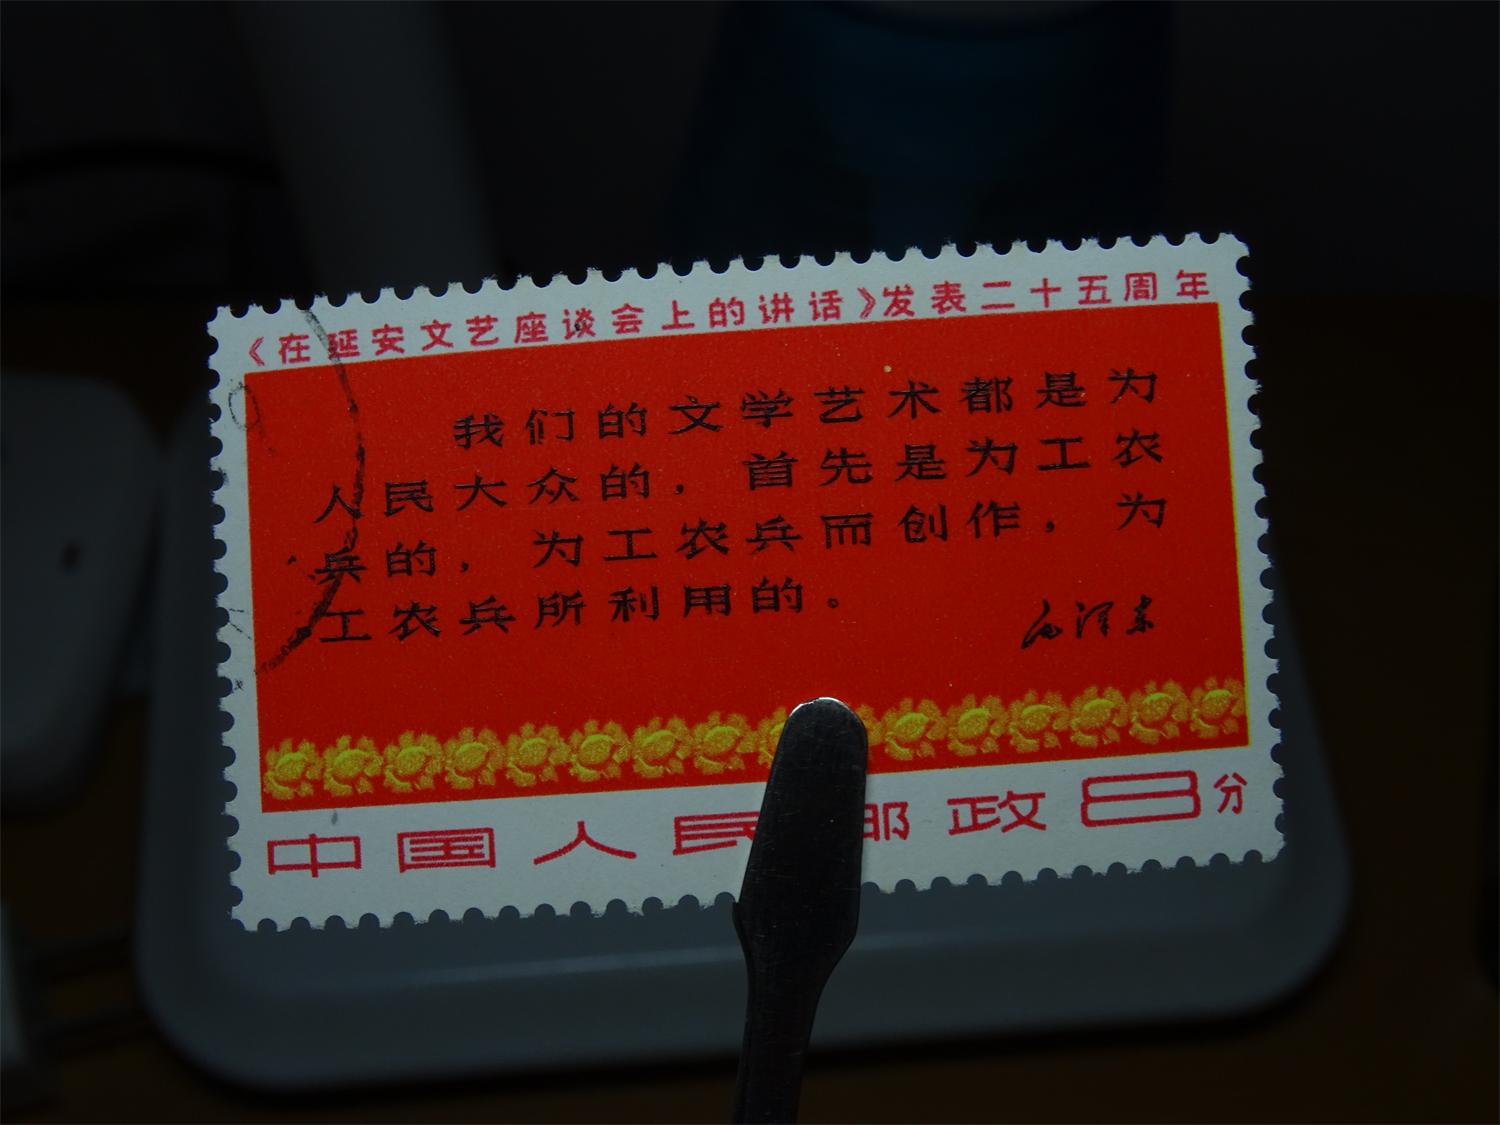 《在延安文艺座谈会上的讲话》发表二十五周年
我们的文学艺术都是为
人民大众的，首先是为工农
兵的，为工农兵而创作，为
工农兵所利用的。
毛泽东
中国人民邮政8分